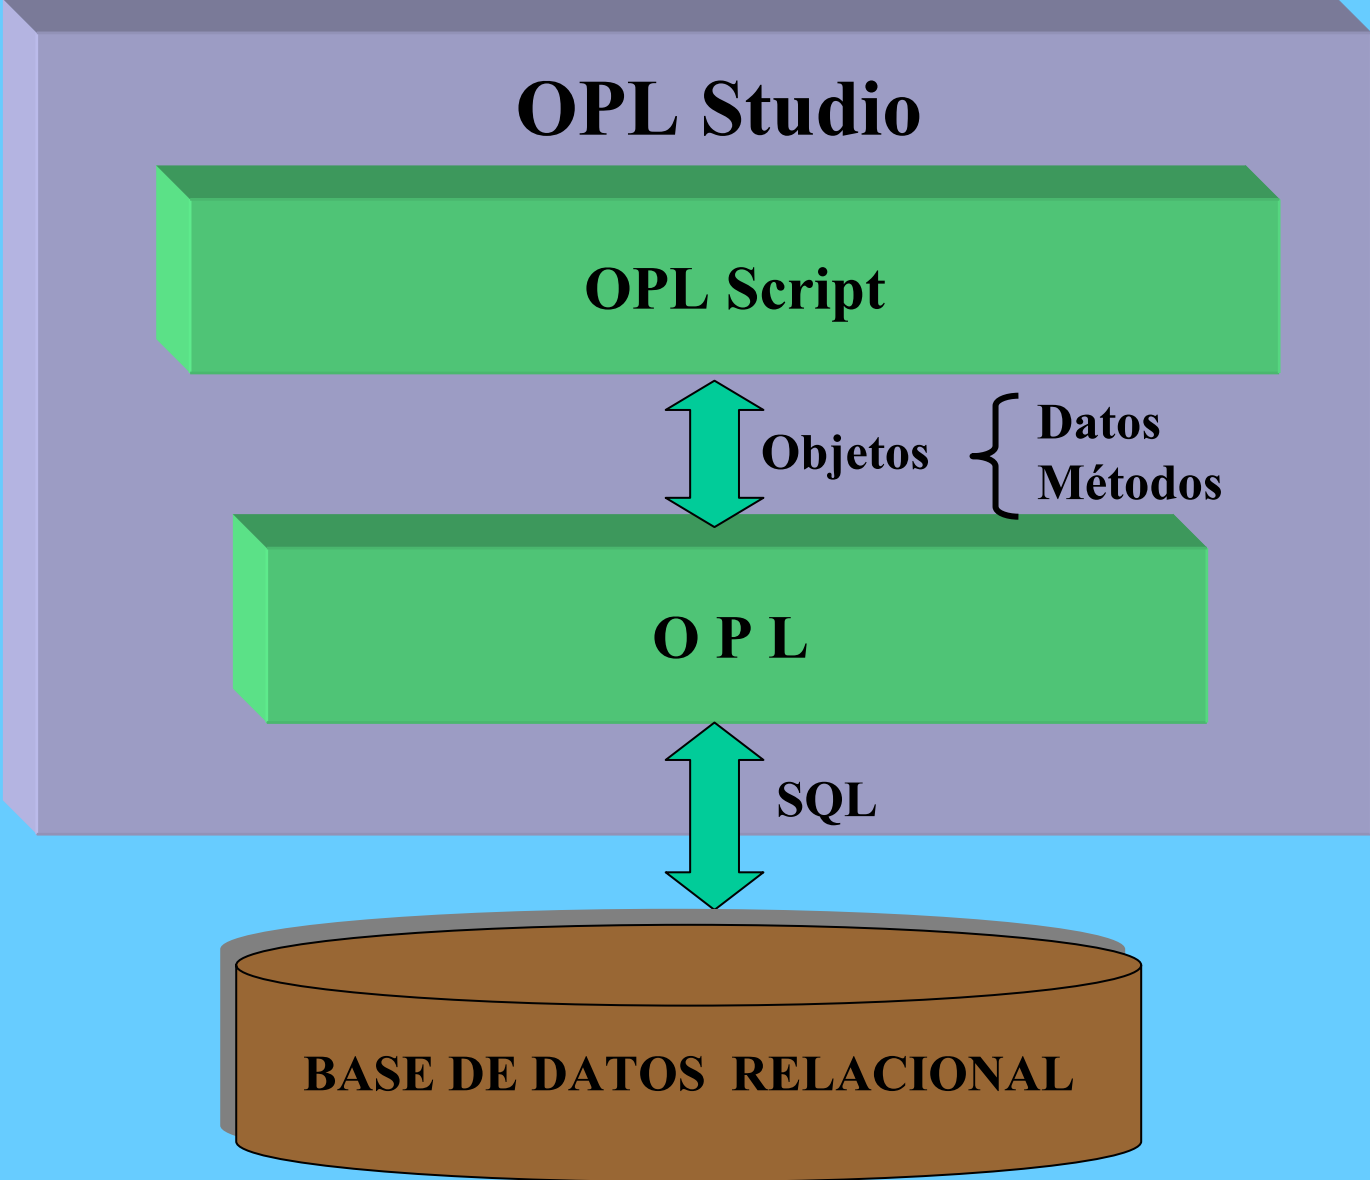 OPL Studio
OPL Script
Objetos
Datos
Métodos
O P L
SQL
BASE DE DATOS RELACIONAL